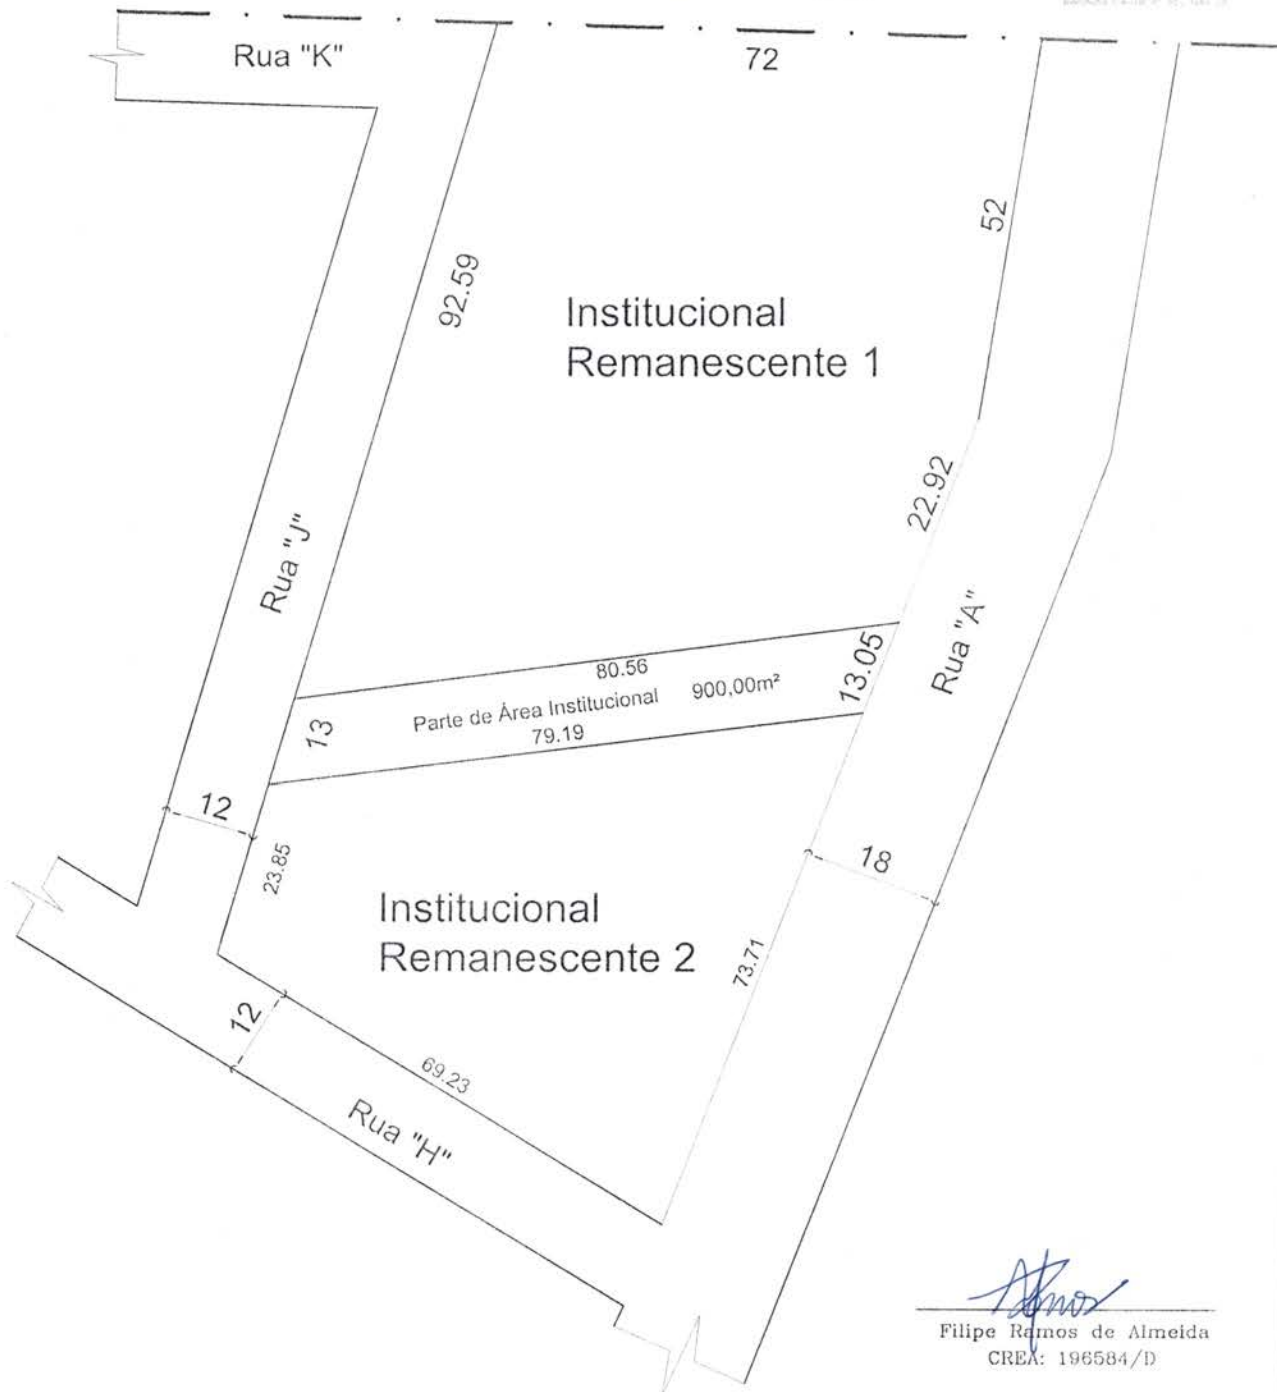 Rua "K"
72
52
92.59
Institucional
Remanescente 1
22.92
Rua "J"
Rua "A"
80.56
13.05
Parte de Área Institucional 900,00m²
13
79.19
12
18
23.85
Institucional
Remanescente 2
73.71
12
69.23
Rua "H"
Filipe Ramos de Almeida
CREA: 196584/D